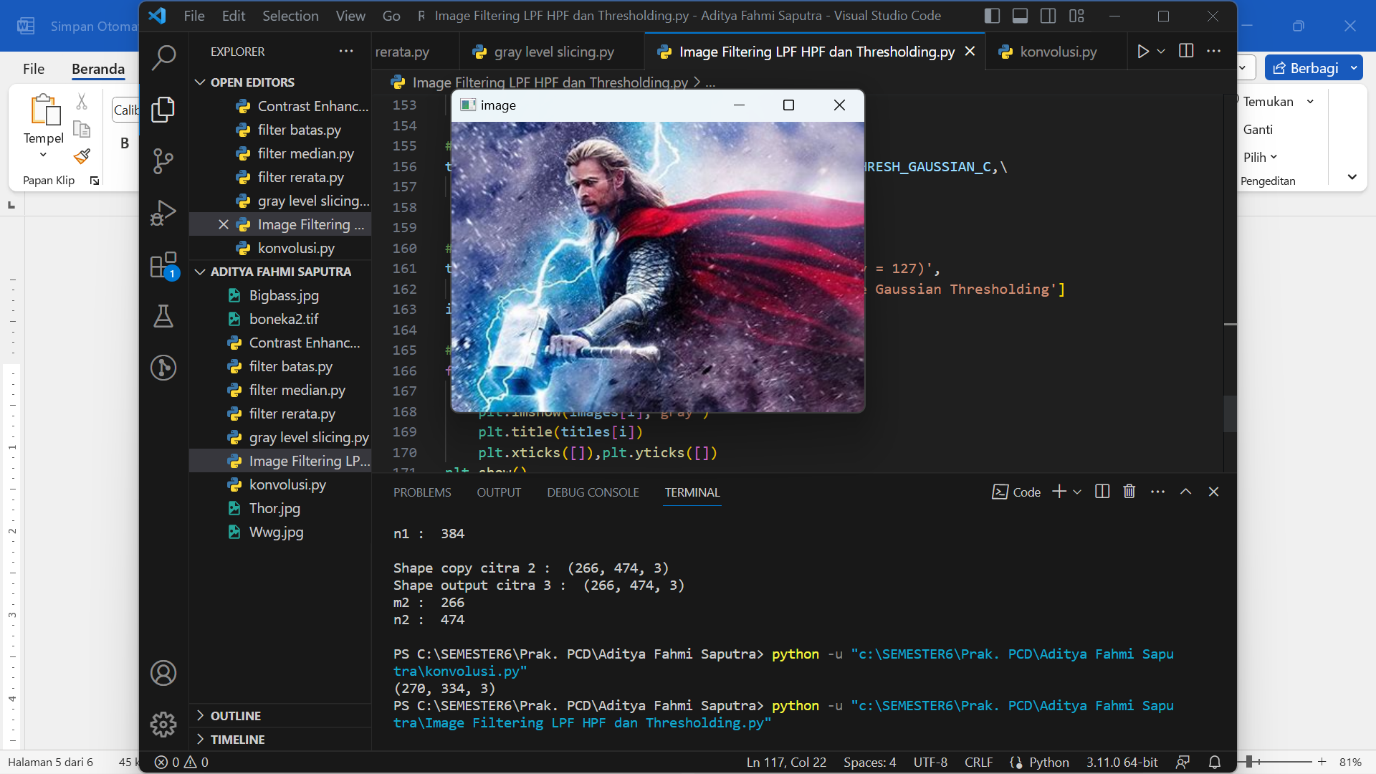 Simpan Otoma
File Beranda
Tempel
Calib
B
Papan Klip
File Edit Selection View Go R Image Filtering LPF HPF dan Thresholding.py - Aditya Fahmi Saputra - Visual Studio Code
Berbagi
Temukan
Ganti
Pilih
Pengeditan
EXPLORER
OPEN EDITORS
Contrast Enhanc...
filter batas.py
filter median.py
filter rerata.py
gray level slicing....
Image Filtering ...
konvolusi.py
ADITYA FAHMI SAPUTRA
Bigbass.jpg
boneka2.tif
Contrast Enhanc...
filter batas.py
filter median.py
filter rerata.py
gray level slicing.py
Image Filtering LP...
konvolusi.py
Thor.jpg
Wwg.jpg
OUTLINE
TIMELINE
1
rerata.py gray level slicing.py Image Filtering LPF HPF dan Thresholding.py konvolusi.py
Image Filtering LPF HPF dan Thresholding.py > ...
image
153
154
155 #
156 t HRESH_GAUSSIAN_C,\
157
158
159
160 #
161 t = 127)',
162 Gaussian Thresholding']
163 i
164
165 #
166 f
167
168 plt.imshow(images[i],'gray')
169 plt.title(titles[i])
170 plt.xticks([]),plt.yticks([])
171 plt.show()
PROBLEMS OUTPUT DEBUG CONSOLE TERMINAL Code
n1 : 384
Shape copy citra 2 : (266, 474, 3)
Shape output citra 3 : (266, 474, 3)
m2 : 266
n2 : 474
PS C:\SEMESTER6\Prak. PCD\Aditya Fahmi Saputra> python -u "c:\SEMESTER6\Prak. PCD\Aditya Fahmi Sapu
tra\konvolusi.py"
(270, 334, 3)
PS C:\SEMESTER6\Prak. PCD\Aditya Fahmi Saputra> python -u "c:\SEMESTER6\Prak. PCD\Aditya Fahmi Sapu
tra\Image Filtering LPF HPF dan Thresholding.py"
0 0 Ln 117, Col 22 Spaces: 4 UTF-8 CRLF Python 3.11.0 64-bit
Halaman 5 dari 6 45 k 81%
1
2
3
4